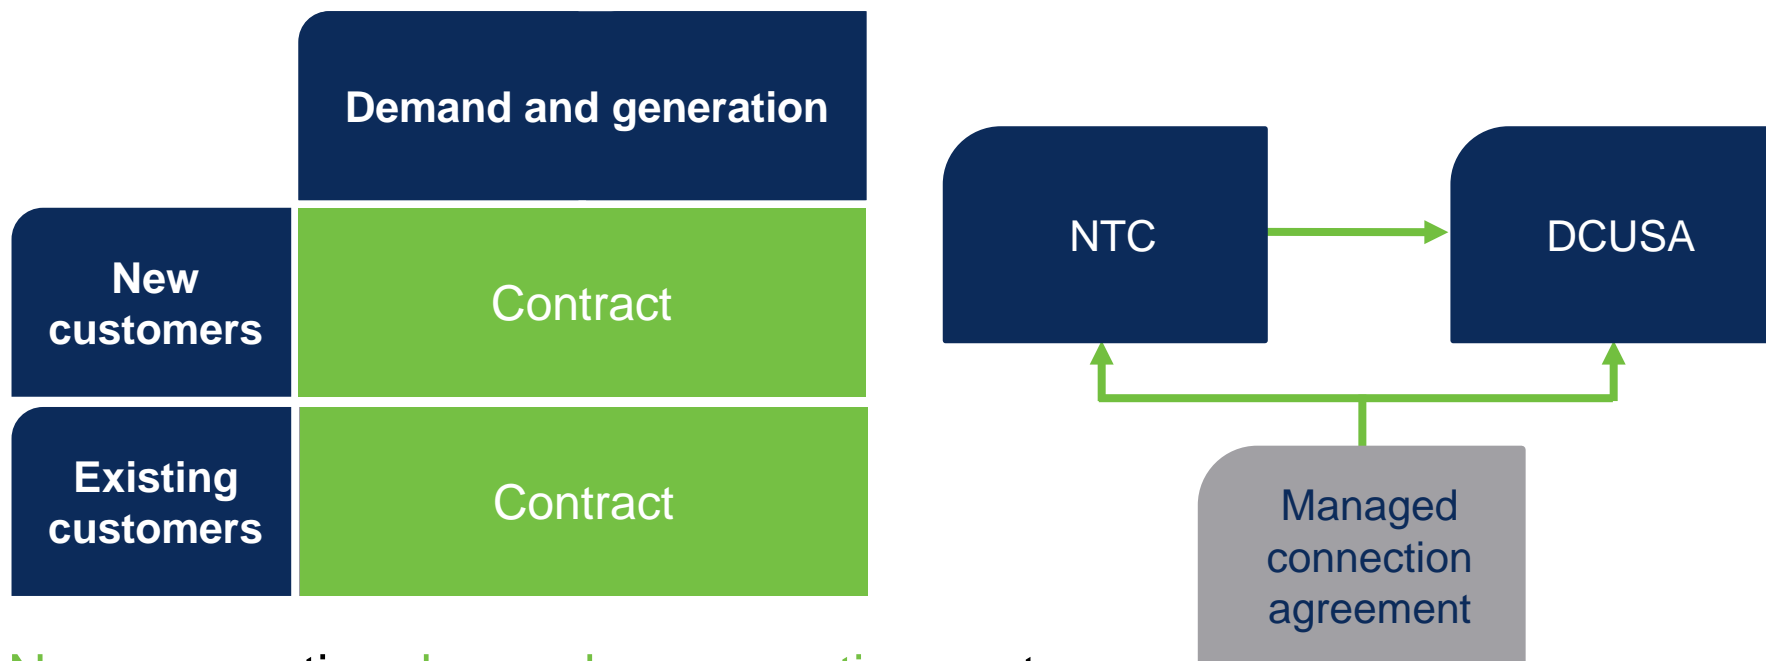 Demand and generation
New
customers
Contract
Existing
customers
Contract
NTC
DCUSA
Managed
connection
agreement